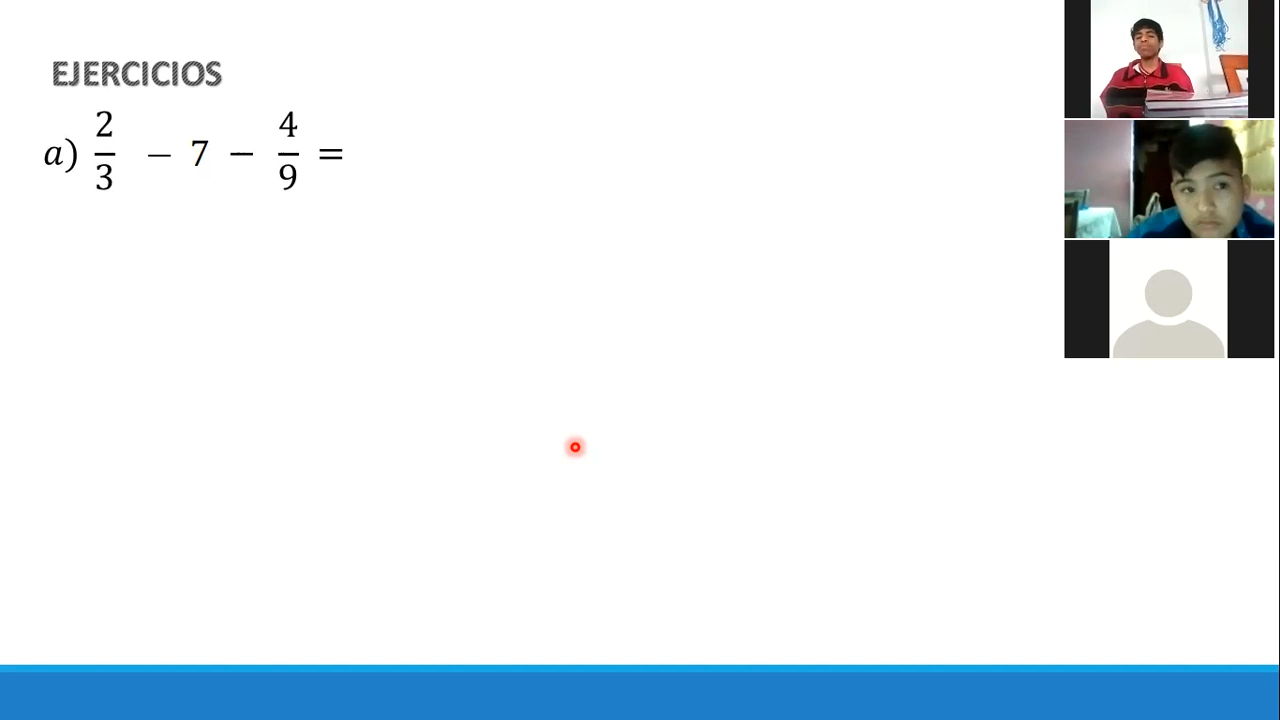 EJERCICIOS
a) 2/3 − 7 − 4/9 =